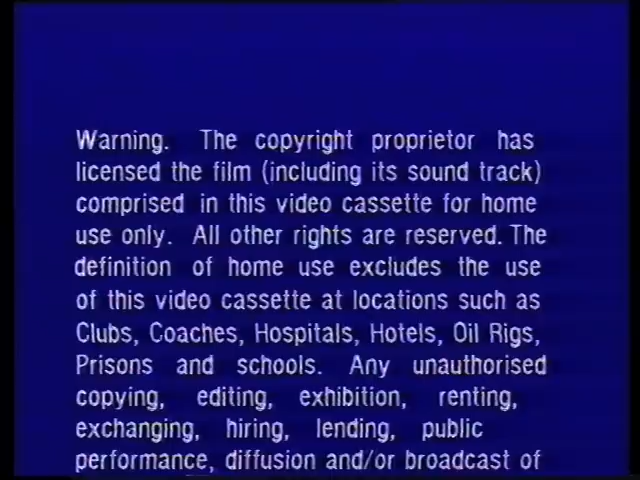 Warning. The copyright proprietor has
licensed the film (including its sound track)
comprised in this video cassette for home
use only. All other rights are reserved. The
definition of home use excludes the use
of this video cassette at locations such as
Clubs, Coaches, Hospitals, Hotels, Oil Rigs,
Prisons and schools. Any unauthorised
copying, editing, exhibition, renting,
exchanging, hiring, lending, public
performance, diffusion and/or broadcast of